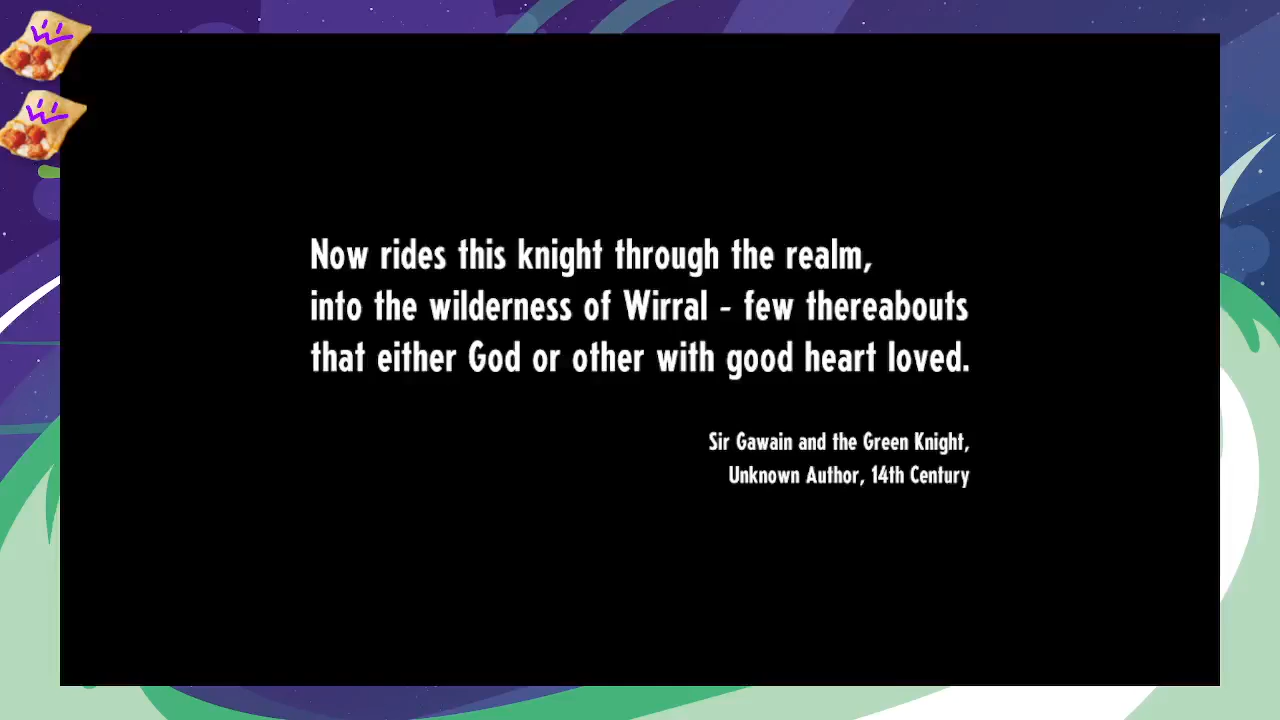 Now rides this knight through the realm,
into the wilderness of Wirral - few thereabouts
that either God or other with good heart loved.
Sir Gawain and the Green Knight,
Unknown Author, 14th Century